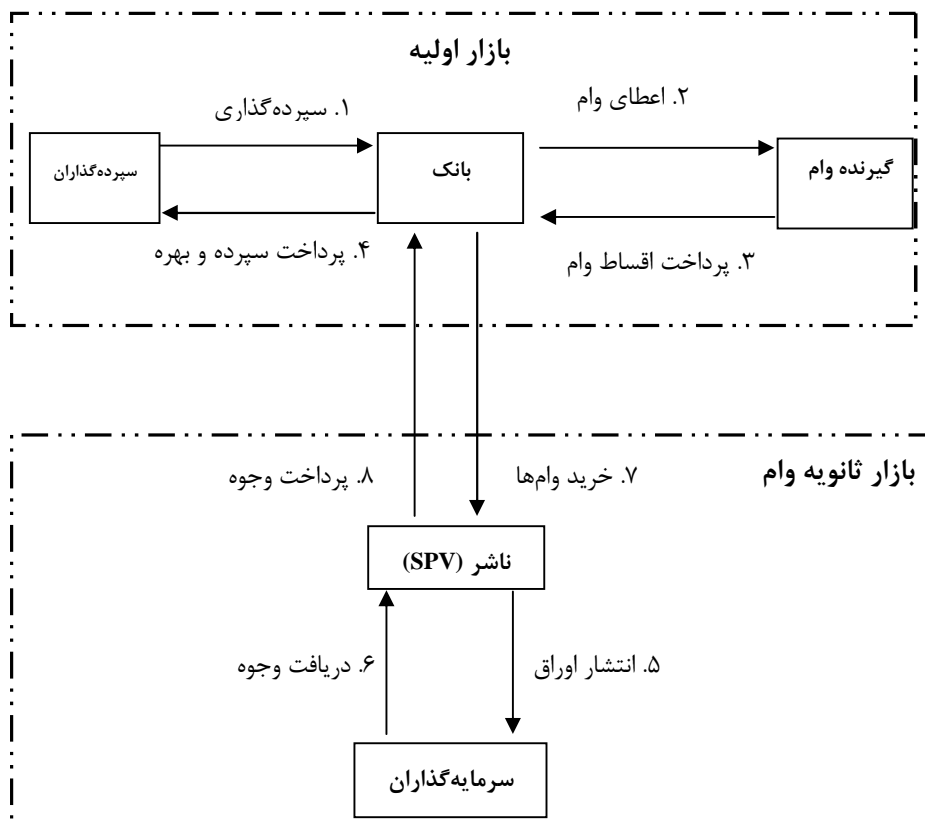 بازار اولیه
۱. سپرده‌گذاری
۲. اعطای وام
سپرده‌گذاران
بانک
گیرنده وام
۴. پرداخت سپرده و بهره
۳. پرداخت اقساط وام
بازار ثانویه وام
۷. خرید وام‌ها
۸. پرداخت وجوه
ناشر (SPV)
۵. انتشار اوراق
۶. دریافت وجوه
سرمایه‌گذاران